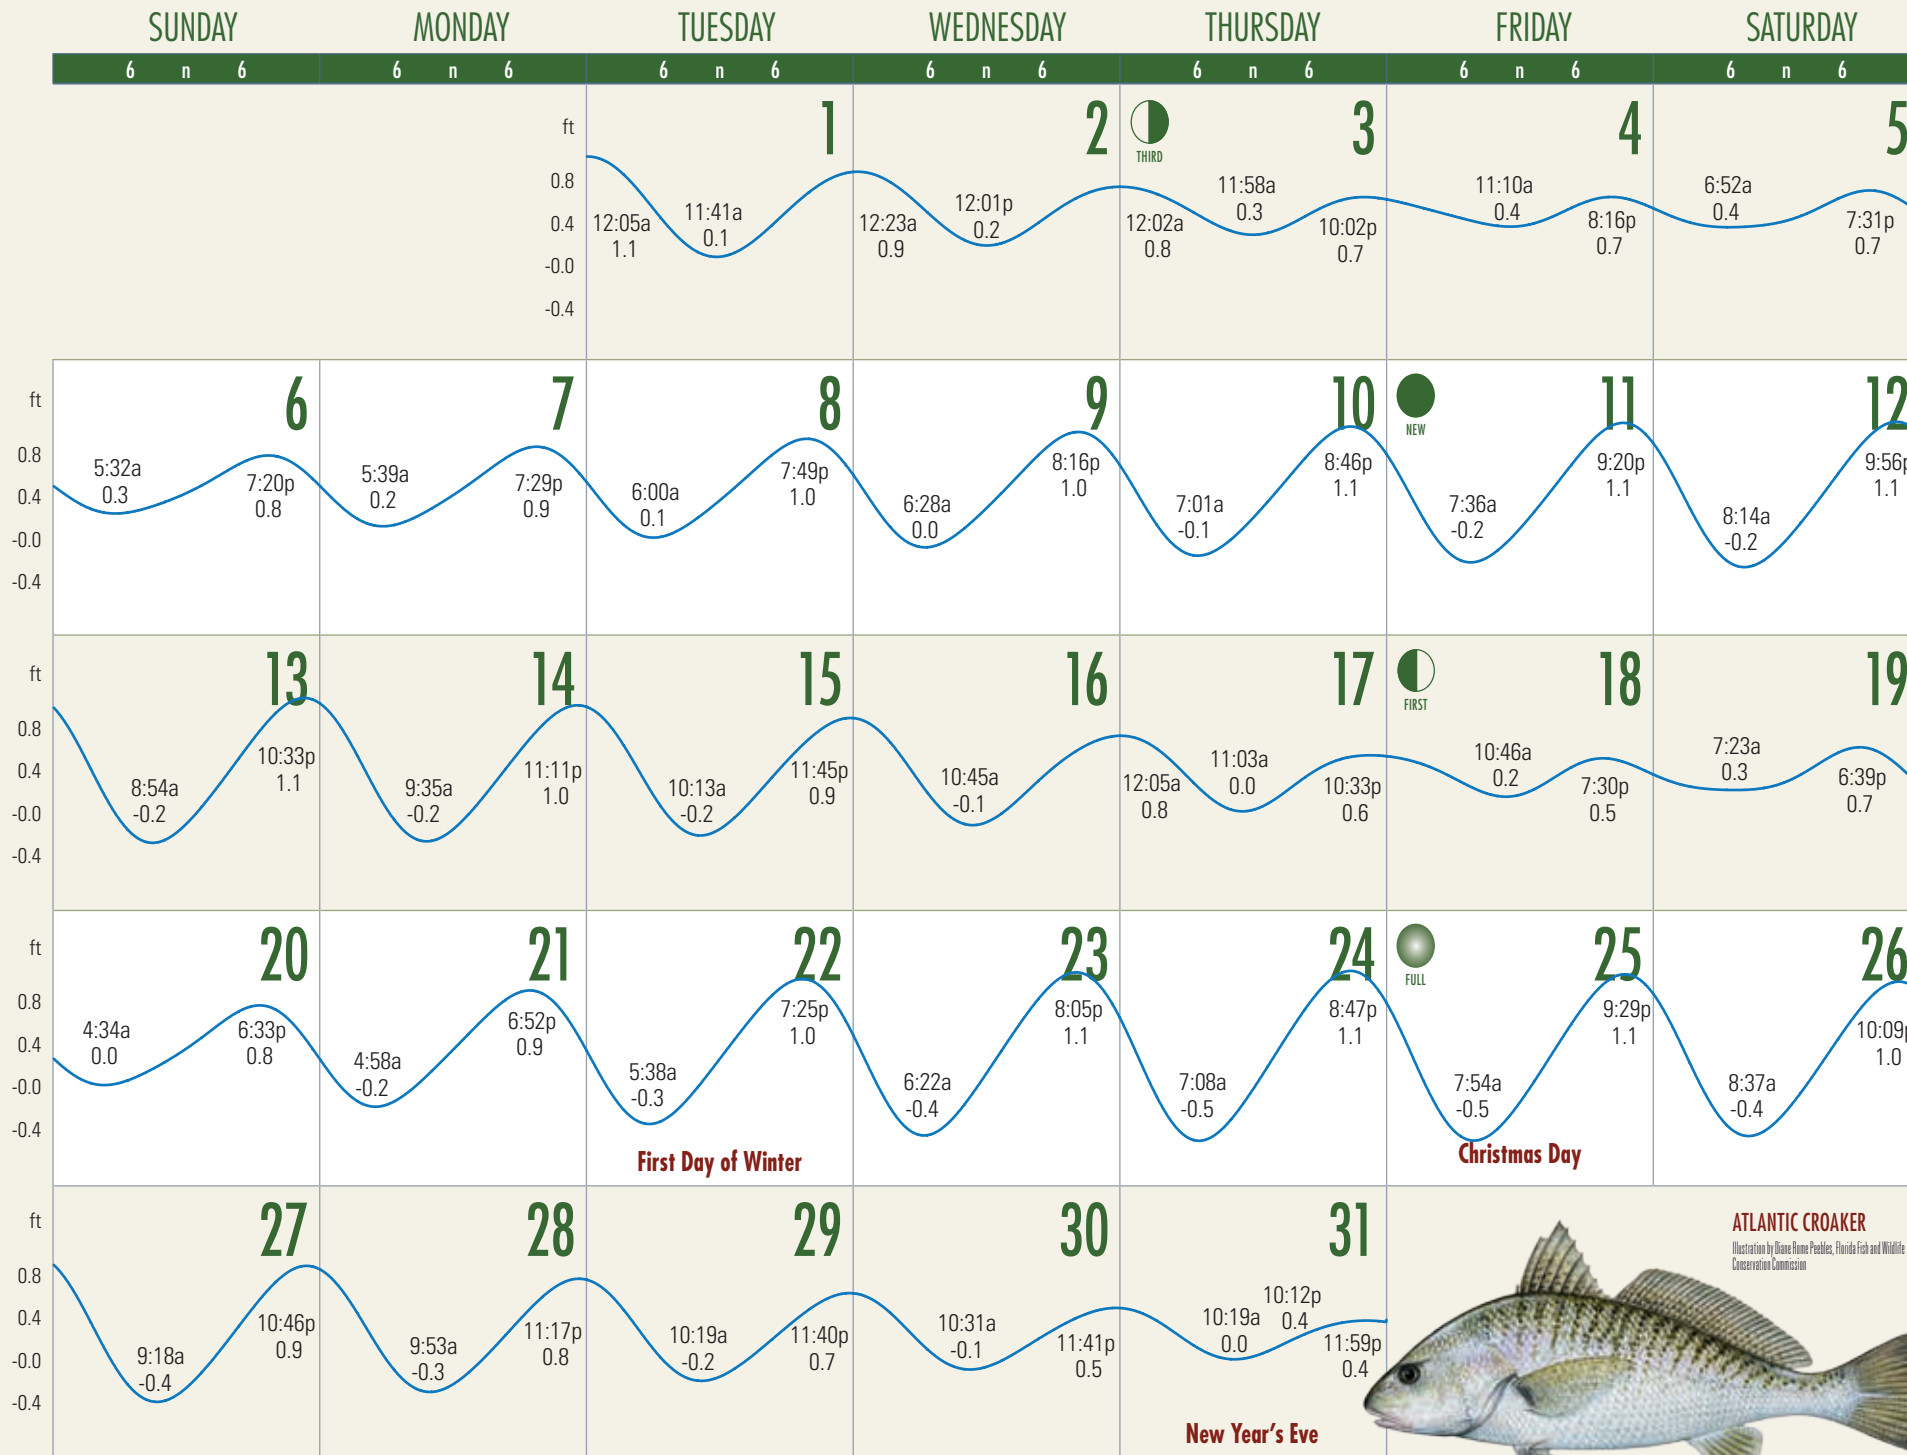 SUNDAY MONDAY TUESDAY WEDNESDAY THURSDAY FRIDAY SATURDAY
6 n 6 6 n 6 6 n 6 6 n 6 6 n 6 6 n 6 6 n 6
ft
0.8
0.4
-0.0
-0.4
1
12:05a
1.1
11:41a
0.1
2
12:23a
0.9
12:01p
0.2
THIRD
3
12:02a
0.8
11:58a
0.3
10:02p
0.7
4
11:10a
0.4
8:16p
0.7
5
6:52a
0.4
7:31p
0.7
ft
0.8
0.4
-0.0
-0.4
6
5:32a
0.3
7:20p
0.8
7
5:39a
0.2
7:29p
0.9
8
6:00a
0.1
7:49p
1.0
9
6:28a
0.0
8:16p
1.0
10
7:01a
-0.1
8:46p
1.1
NEW
11
7:36a
-0.2
9:20p
1.1
12
8:14a
-0.2
9:56p
1.1
ft
0.8
0.4
-0.0
-0.4
13
8:54a
-0.2
10:33p
1.1
14
9:35a
-0.2
11:11p
1.0
15
10:13a
-0.2
11:45p
0.9
16
10:45a
-0.1
17
12:05a
0.8
11:03a
0.0
10:33p
0.6
FIRST
18
10:46a
0.2
7:30p
0.5
19
7:23a
0.3
6:39p
0.7
ft
0.8
0.4
-0.0
-0.4
20
4:34a
0.0
6:33p
0.8
21
4:58a
-0.2
6:52p
0.9
22
5:38a
-0.3
7:25p
1.0
First Day of Winter
23
6:22a
-0.4
8:05p
1.1
24
7:08a
-0.5
8:47p
1.1
FULL
25
7:54a
-0.5
9:29p
1.1
Christmas Day
26
8:37a
-0.4
10:09p
1.0
ft
0.8
0.4
-0.0
-0.4
27
9:18a
-0.4
10:46p
0.9
28
9:53a
-0.3
11:17p
0.8
29
10:19a
-0.2
11:40p
0.7
30
10:31a
-0.1
11:41p
0.5
31
10:19a
0.0
10:12p
0.4
11:59p
0.4
New Year's Eve
ATLANTIC CROAKER
Illustration by Diane Rome Peebles, Florida Fish and Wildlife
Conservation Commission